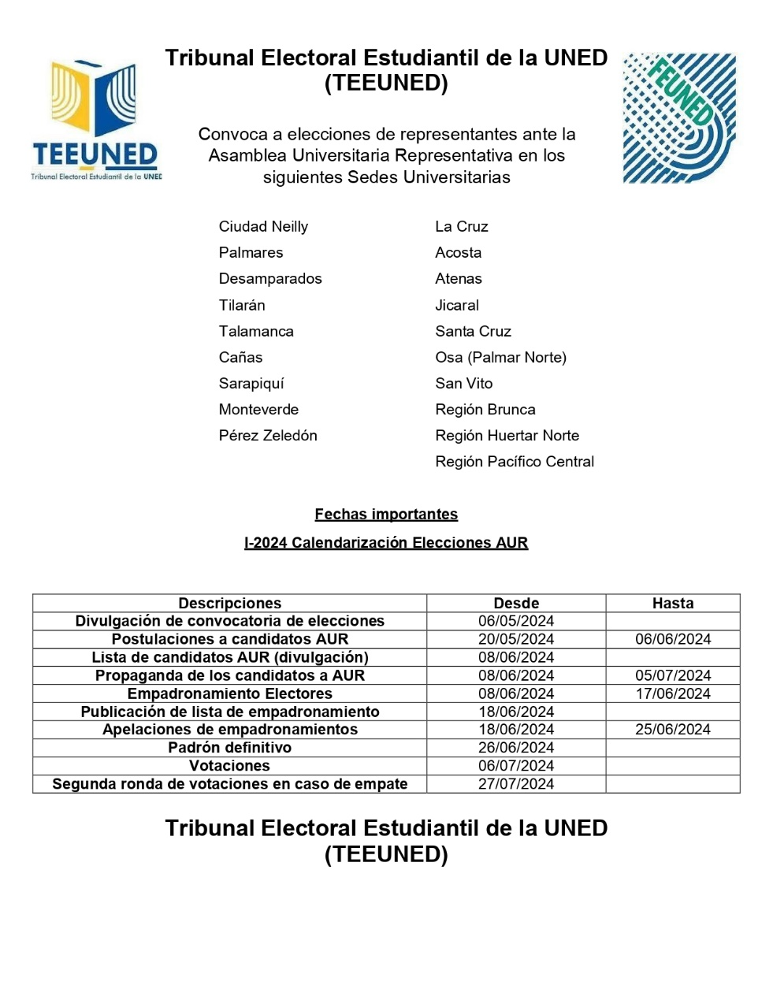 Tribunal Electoral Estudiantil de la UNED
(TEEUNED)
TEEUNED
Tribunal Electoral Estudiantil de la UNED
FEUNED
Convoca a elecciones de representantes ante la
Asamblea Universitaria Representativa en los
siguientes Sedes Universitarias
Ciudad Neilly La Cruz
Palmares Acosta
Desamparados Atenas
Tilarán Jicaral
Talamanca Santa Cruz
Cañas Osa (Palmar Norte)
Sarapiquí San Vito
Monteverde Región Brunca
Pérez Zeledón Región Huertar Norte
Región Pacífico Central
Fechas importantes
I-2024 Calendarización Elecciones AUR
Descripciones Desde Hasta
Divulgación de convocatoria de elecciones 06/05/2024
Postulaciones a candidatos AUR 20/05/2024 06/06/2024
Lista de candidatos AUR (divulgación) 08/06/2024
Propaganda de los candidatos a AUR 08/06/2024 05/07/2024
Empadronamiento Electores 08/06/2024 17/06/2024
Publicación de lista de empadronamiento 18/06/2024
Apelaciones de empadronamientos 18/06/2024 25/06/2024
Padrón definitivo 26/06/2024
Votaciones 06/07/2024
Segunda ronda de votaciones en caso de empate 27/07/2024
Tribunal Electoral Estudiantil de la UNED
(TEEUNED)